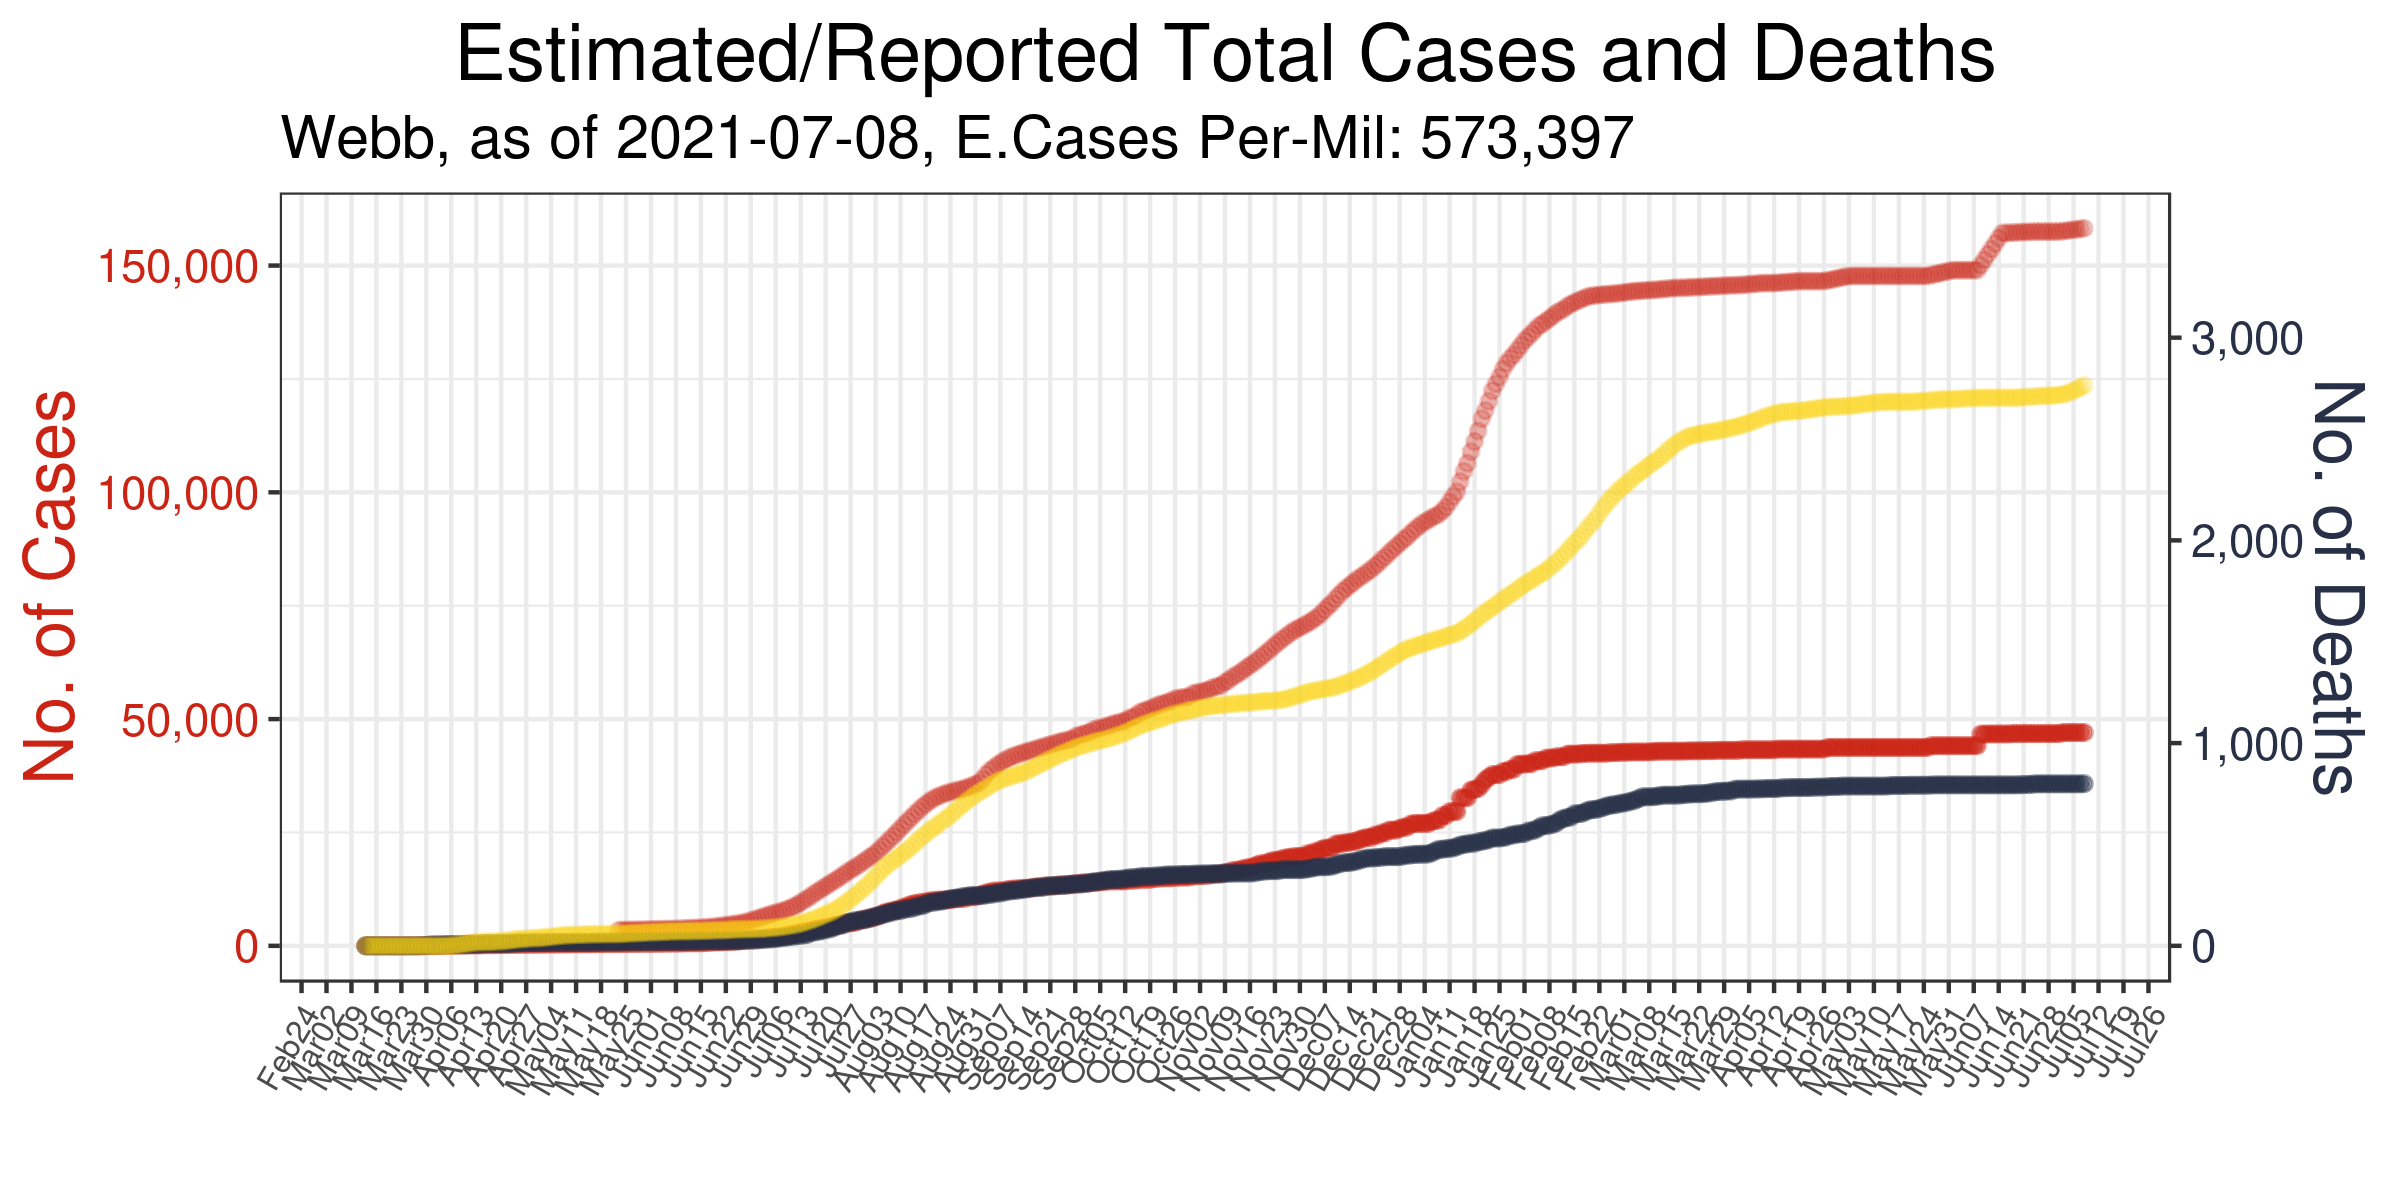 Estimated/Reported Total Cases and Deaths
Webb, as of 2021-07-08, E.Cases Per-Mil: 573,397
No. of Cases
150,000
100,000
50,000
0
3,000
2,000
1,000
0
No. of Deaths
Feb24
Mar02
Mar09
Mar16
Mar23
Mar30
Apr06
Apr13
Apr20
Apr27
May04
May11
May18
May25
Jun01
Jun08
Jun15
Jun22
Jun29
Jul06
Jul13
Jul20
Jul27
Aug03
Aug10
Aug17
Aug24
Aug31
Sep07
Sep14
Sep21
Sep28
Oct05
Oct12
Oct19
Oct26
Nov02
Nov09
Nov16
Nov23
Nov30
Dec07
Dec14
Dec21
Dec28
Jan04
Jan11
Jan18
Jan25
Feb01
Feb08
Feb15
Feb22
Mar01
Mar08
Mar15
Mar22
Mar29
Apr05
Apr12
Apr19
Apr26
May03
May10
May17
May24
May31
Jun07
Jun14
Jun21
Jun28
Jul05
Jul12
Jul19
Jul26